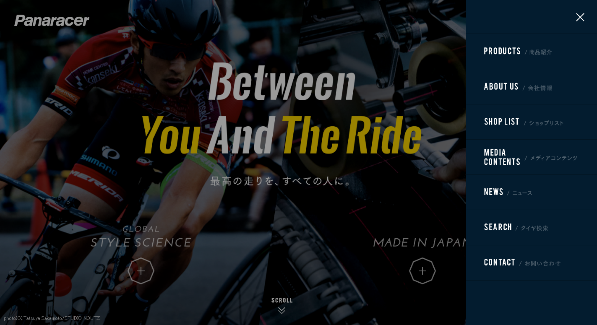 Panaracer
Between
You And The Ride
最高の走りを、すべての人に。
GLOBAL
STYLE SCIENCE
MADE IN JAPAN
SCROLL
PRODUCTS / 商品紹介
ABOUT US / 会社情報
SHOP LIST / ショップリスト
MEDIA
CONTENTS / メディアコンテンツ
NEWS / ニュース
SEARCH / タイヤ検索
CONTACT / お問い合わせ